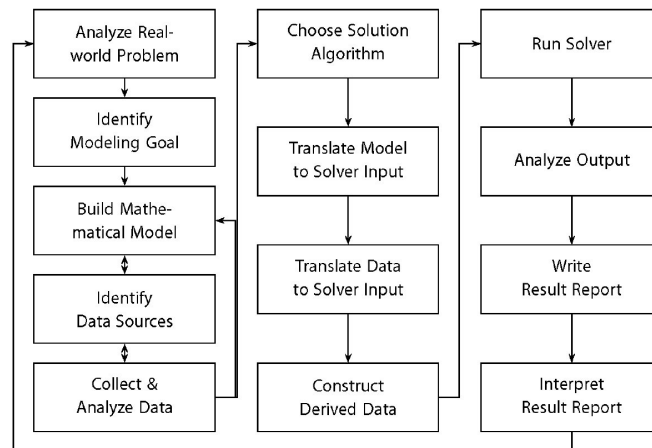 Analyze Real-
world Problem
Identify
Modeling Goal
Build Mathe-
matical Model
Identify
Data Sources
Collect &
Analyze Data
Choose Solution
Algorithm
Translate Model
to Solver Input
Translate Data
to Solver Input
Construct
Derived Data
Run Solver
Analyze Output
Write
Result Report
Interpret
Result Report